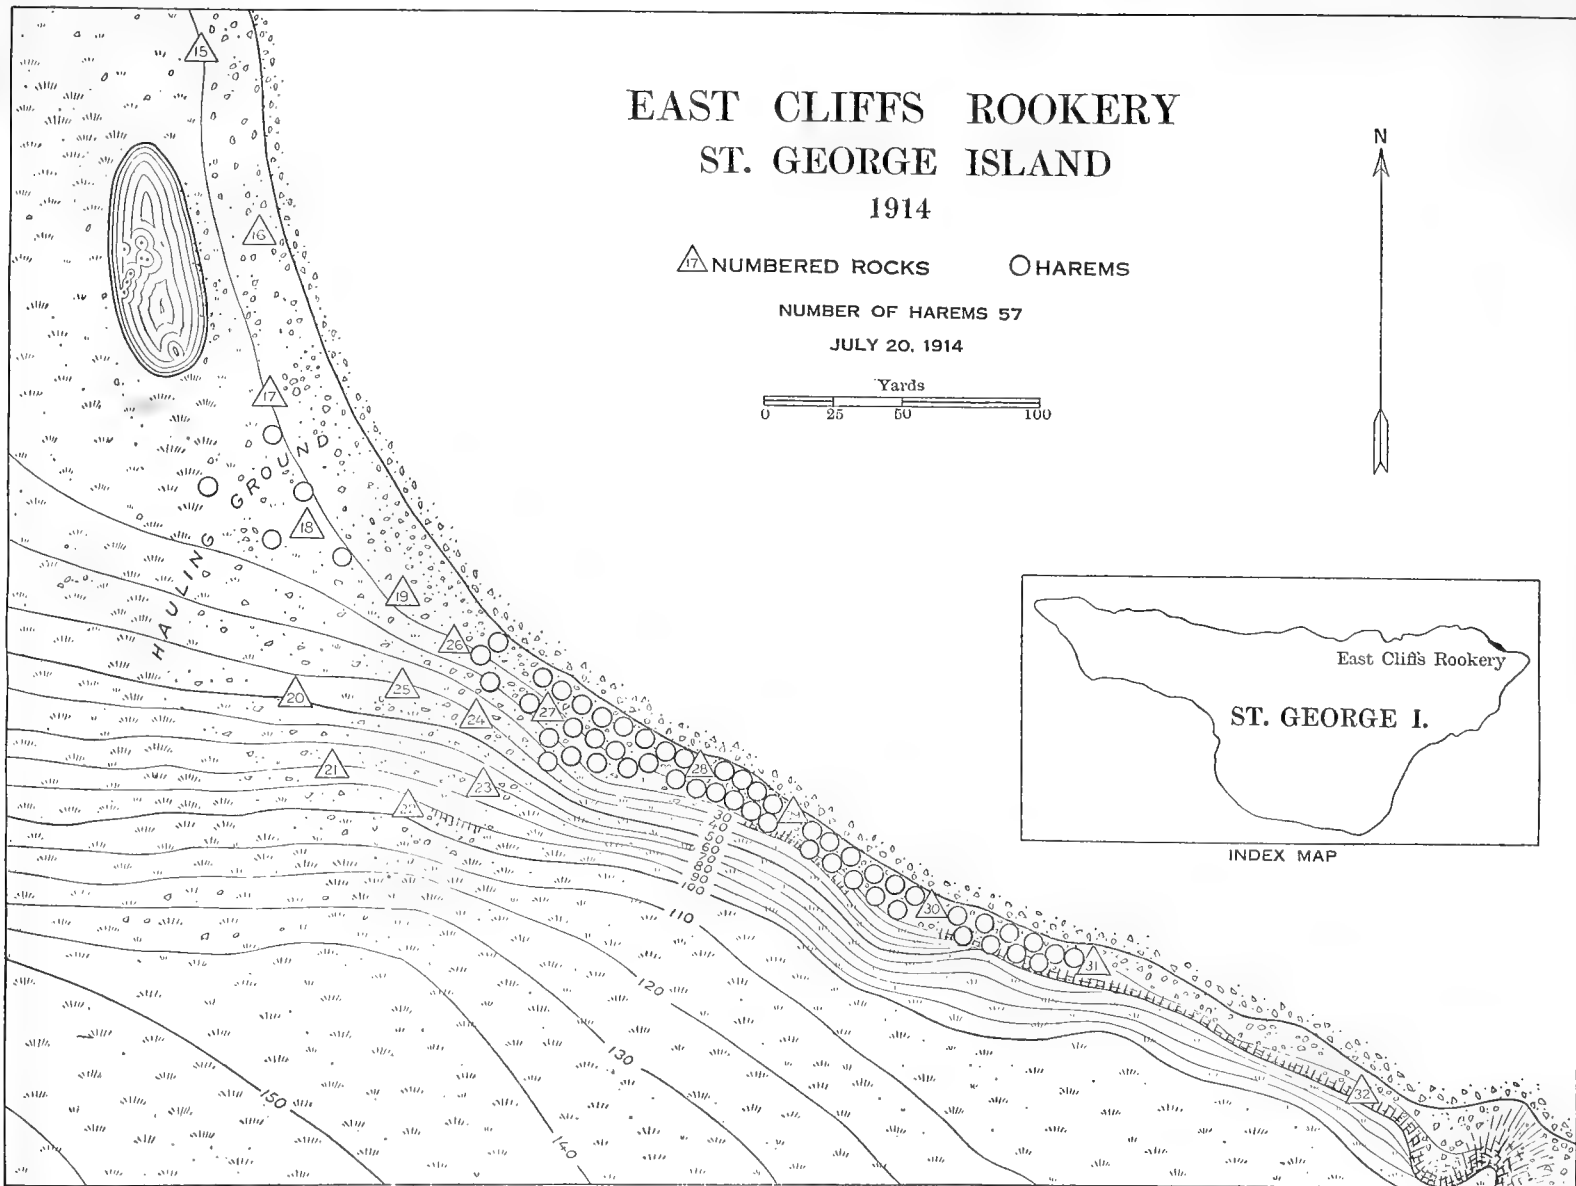 EAST CLIFFS ROOKERY
ST. GEORGE ISLAND
1914
17 NUMBERED ROCKS HAREMS
NUMBER OF HAREMS 57
JULY 20, 1914
Yards
0 25 50 100
N
15
16
17
HAULING GROUND
18
19
26
25
20
24
27
21
23
28
22
30
40
50
60
80
90
100
110
30
31
120
130
140
150
32
East Cliffs Rookery
ST. GEORGE I.
INDEX MAP